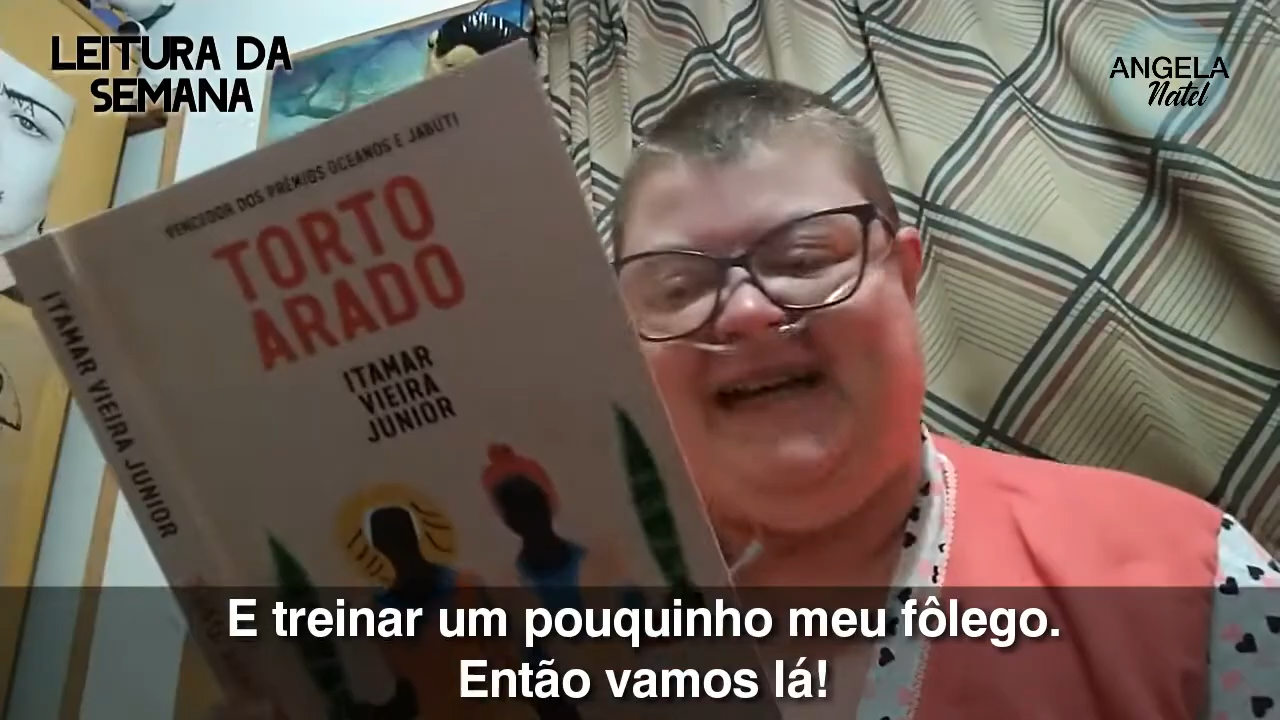 LEITURA DA
SEMANA
ANGELA
Natel
VENCEDOR DOS PRÊMIOS OCEANOS E JABUTI
TORTO
ARADO
ITAMAR
VIEIRA
JUNIOR
ITAMAR VIEIRA JUNIOR
E treinar um pouquinho meu fôlego.
Então vamos lá!